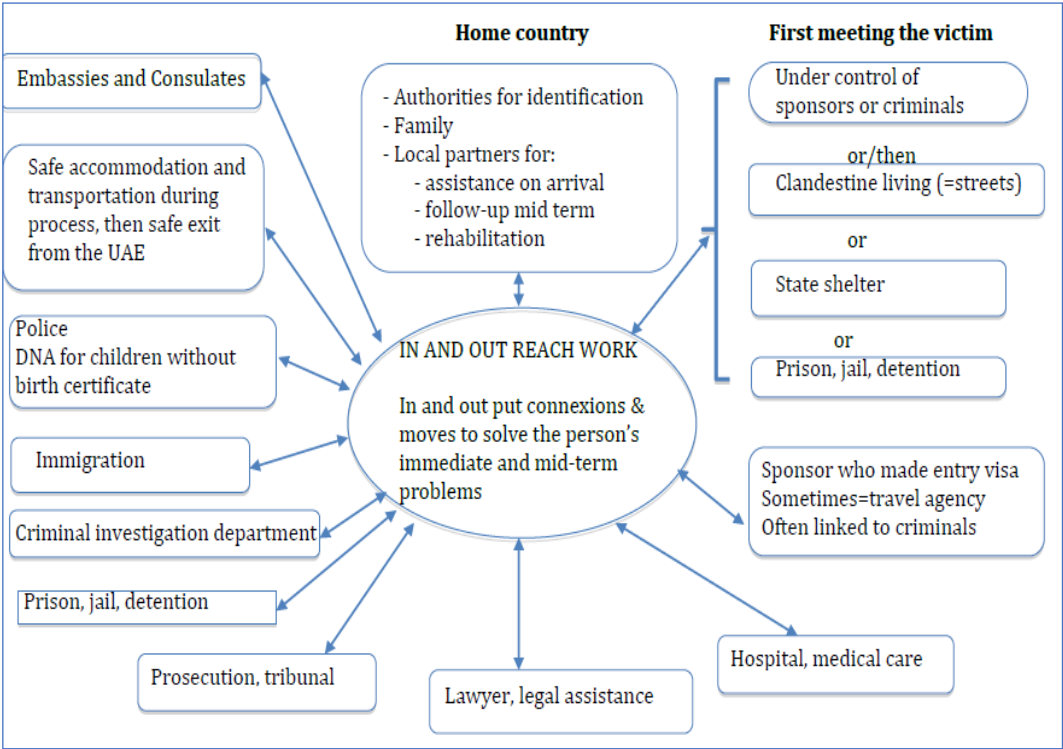 Home country
First meeting the victim
Embassies and Consulates
Safe accommodation and
transportation during
process, then safe exit
from the UAE
Police
DNA for children without
birth certificate
Immigration
Criminal investigation department
Prison, jail, detention
Prosecution, tribunal
- Authorities for identification
- Family
- Local partners for:
- assistance on arrival
- follow-up mid term
- rehabilitation
IN AND OUT REACH WORK
In and out put connexions &
moves to solve the person's
immediate and mid-term
problems
Lawyer, legal assistance
Under control of
sponsors or criminals
or/then
Clandestine living (=streets)
or
State shelter
or
Prison, jail, detention
Sponsor who made entry visa
Sometimes=travel agency
Often linked to criminals
Hospital, medical care